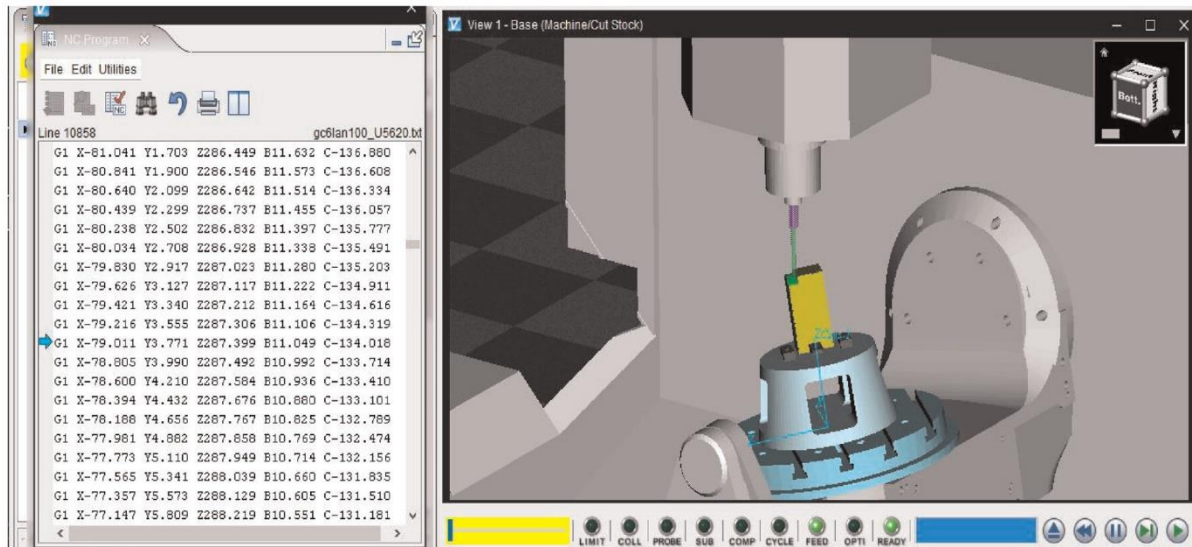 NC Program
File Edit Utilities
NC
Line 10858 gc6lan100_U5620.txt
G1 X-81.041 Y1.703 Z286.449 B11.632 C-136.880
G1 X-80.841 Y1.900 Z286.546 B11.573 C-136.608
G1 X-80.640 Y2.099 Z286.642 B11.514 C-136.334
G1 X-80.439 Y2.299 Z286.737 B11.455 C-136.057
G1 X-80.238 Y2.502 Z286.832 B11.397 C-135.777
G1 X-80.034 Y2.708 Z286.928 B11.338 C-135.491
G1 X-79.830 Y2.917 Z287.023 B11.280 C-135.203
G1 X-79.626 Y3.127 Z287.117 B11.222 C-134.911
G1 X-79.421 Y3.340 Z287.212 B11.164 C-134.616
G1 X-79.216 Y3.555 Z287.306 B11.106 C-134.319
G1 X-79.011 Y3.771 Z287.399 B11.049 C-134.018
G1 X-78.805 Y3.990 Z287.492 B10.992 C-133.714
G1 X-78.600 Y4.210 Z287.584 B10.936 C-133.410
G1 X-78.394 Y4.432 Z287.676 B10.880 C-133.101
G1 X-78.188 Y4.656 Z287.767 B10.825 C-132.789
G1 X-77.981 Y4.882 Z287.858 B10.769 C-132.474
G1 X-77.773 Y5.110 Z287.949 B10.714 C-132.156
G1 X-77.565 Y5.341 Z288.039 B10.660 C-131.835
G1 X-77.357 Y5.573 Z288.129 B10.605 C-131.510
G1 X-77.147 Y5.809 Z288.219 B10.551 C-131.181
View 1 - Base (Machine/Cut Stock)
Bott.
LIMIT COLL PROBE SUB COMP CYCLE FEED OPTI READY